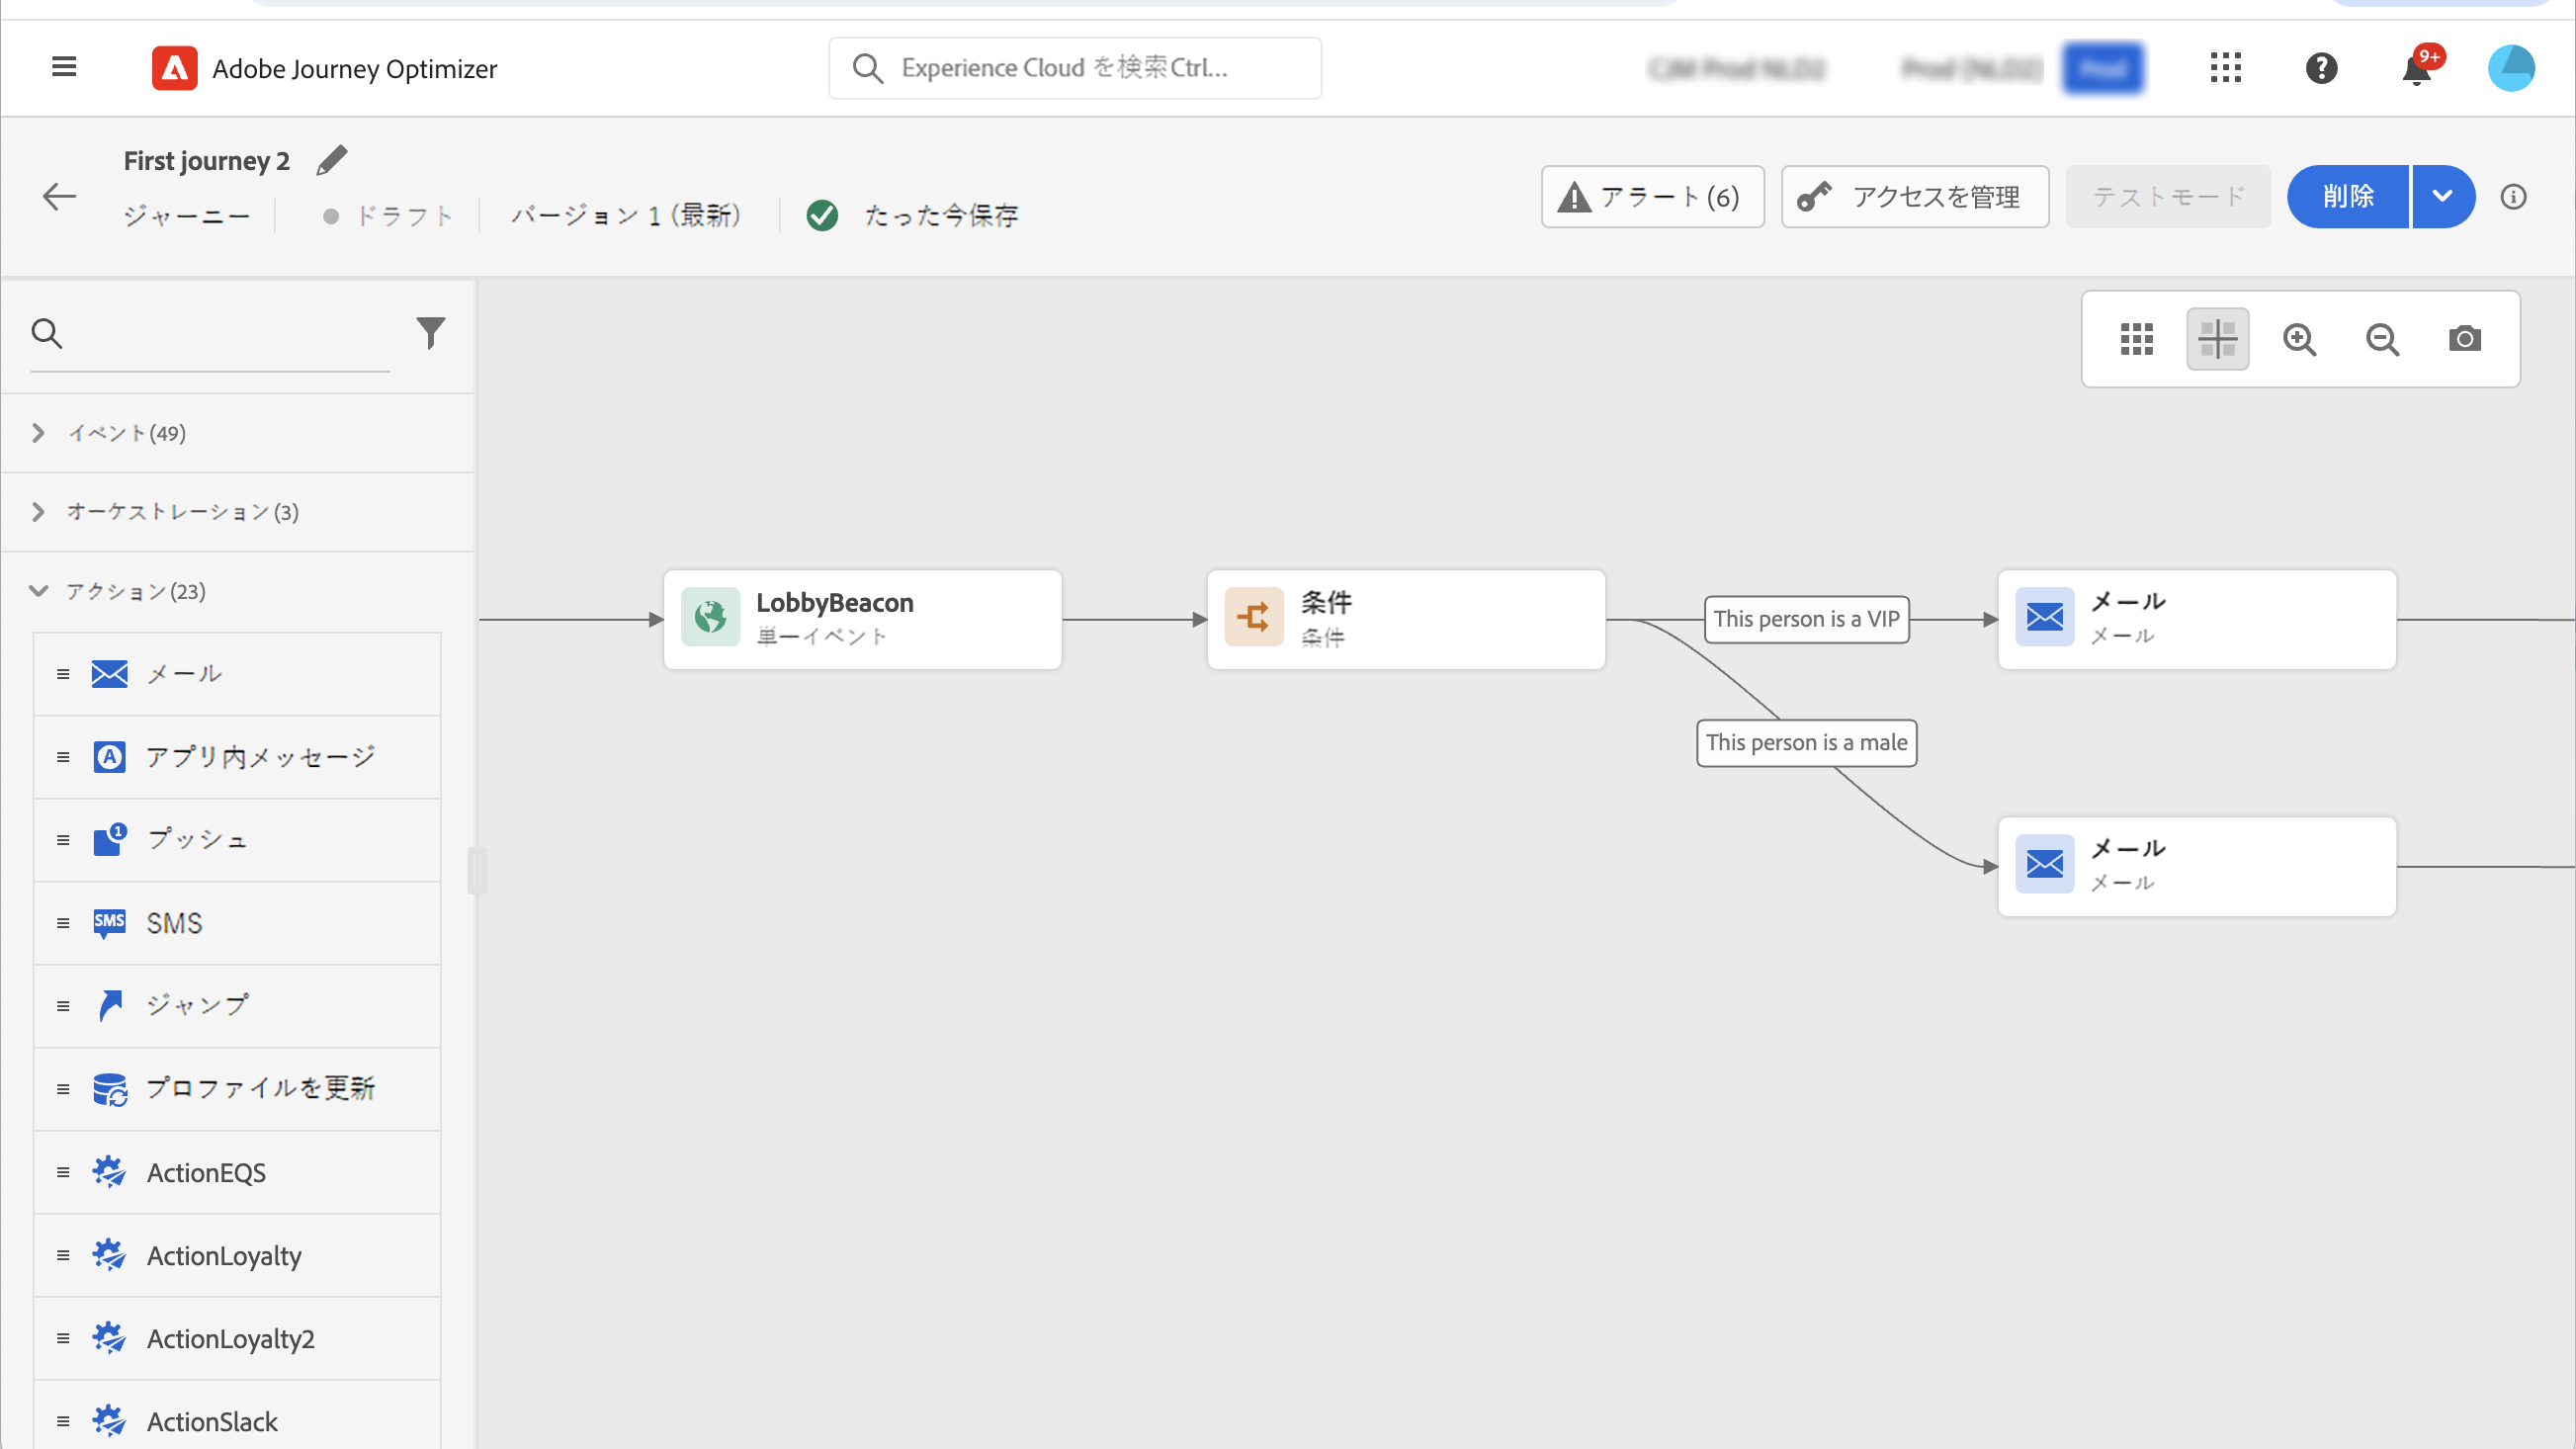 Adobe Journey Optimizer
Experience Cloud を検索Ctrl...
9+
First journey 2
ジャーニー
ドラフト
バージョン 1 (最新)
たった今保存
アラート(6)
アクセスを管理
テストモード
削除
イベント(49)
オーケストレーション(3)
アクション(23)
メール
アプリ内メッセージ
プッシュ
SMS
SMS
ジャンプ
プロファイルを更新
ActionEQS
ActionLoyalty
ActionLoyalty2
ActionSlack
LobbyBeacon
単一イベント
条件
条件
This person is a VIP
メール
メール
This person is a male
メール
メール